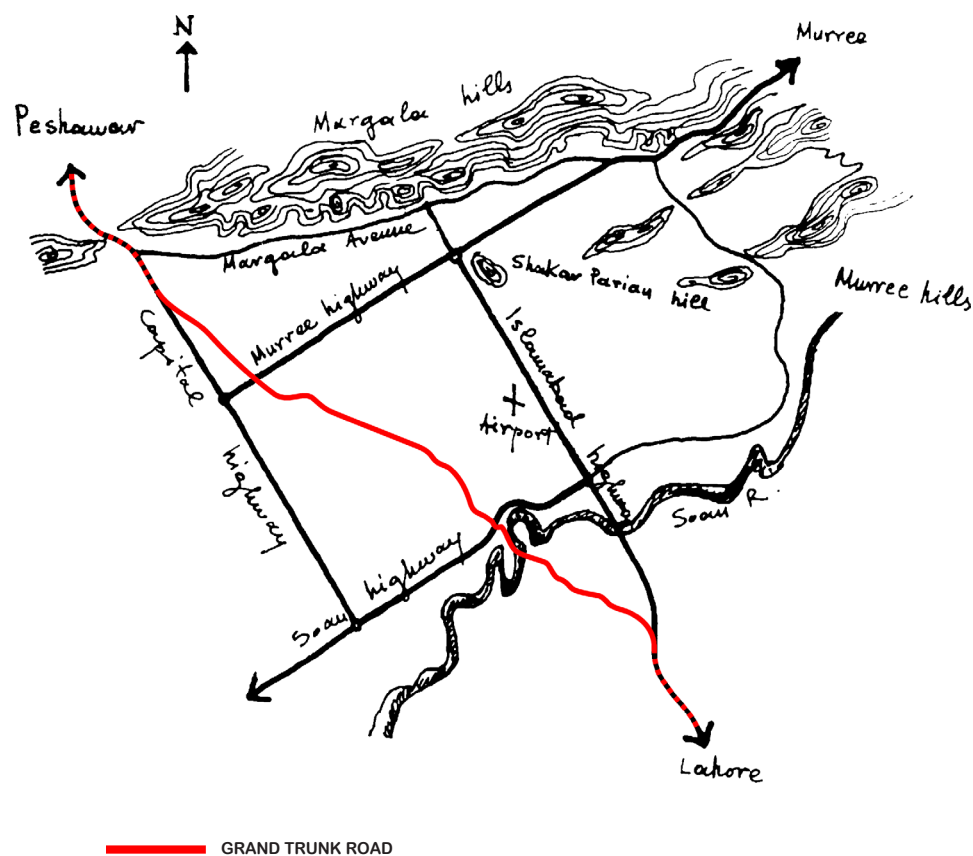 N
Murree
Margala hills
Peshawar
Margala Avenue
Shakar Parian hill
Murree hills
Murree highway
Capital
highway
Islamabad
highway
Airport
Soan R.
Soan highway
Lahore
GRAND TRUNK ROAD